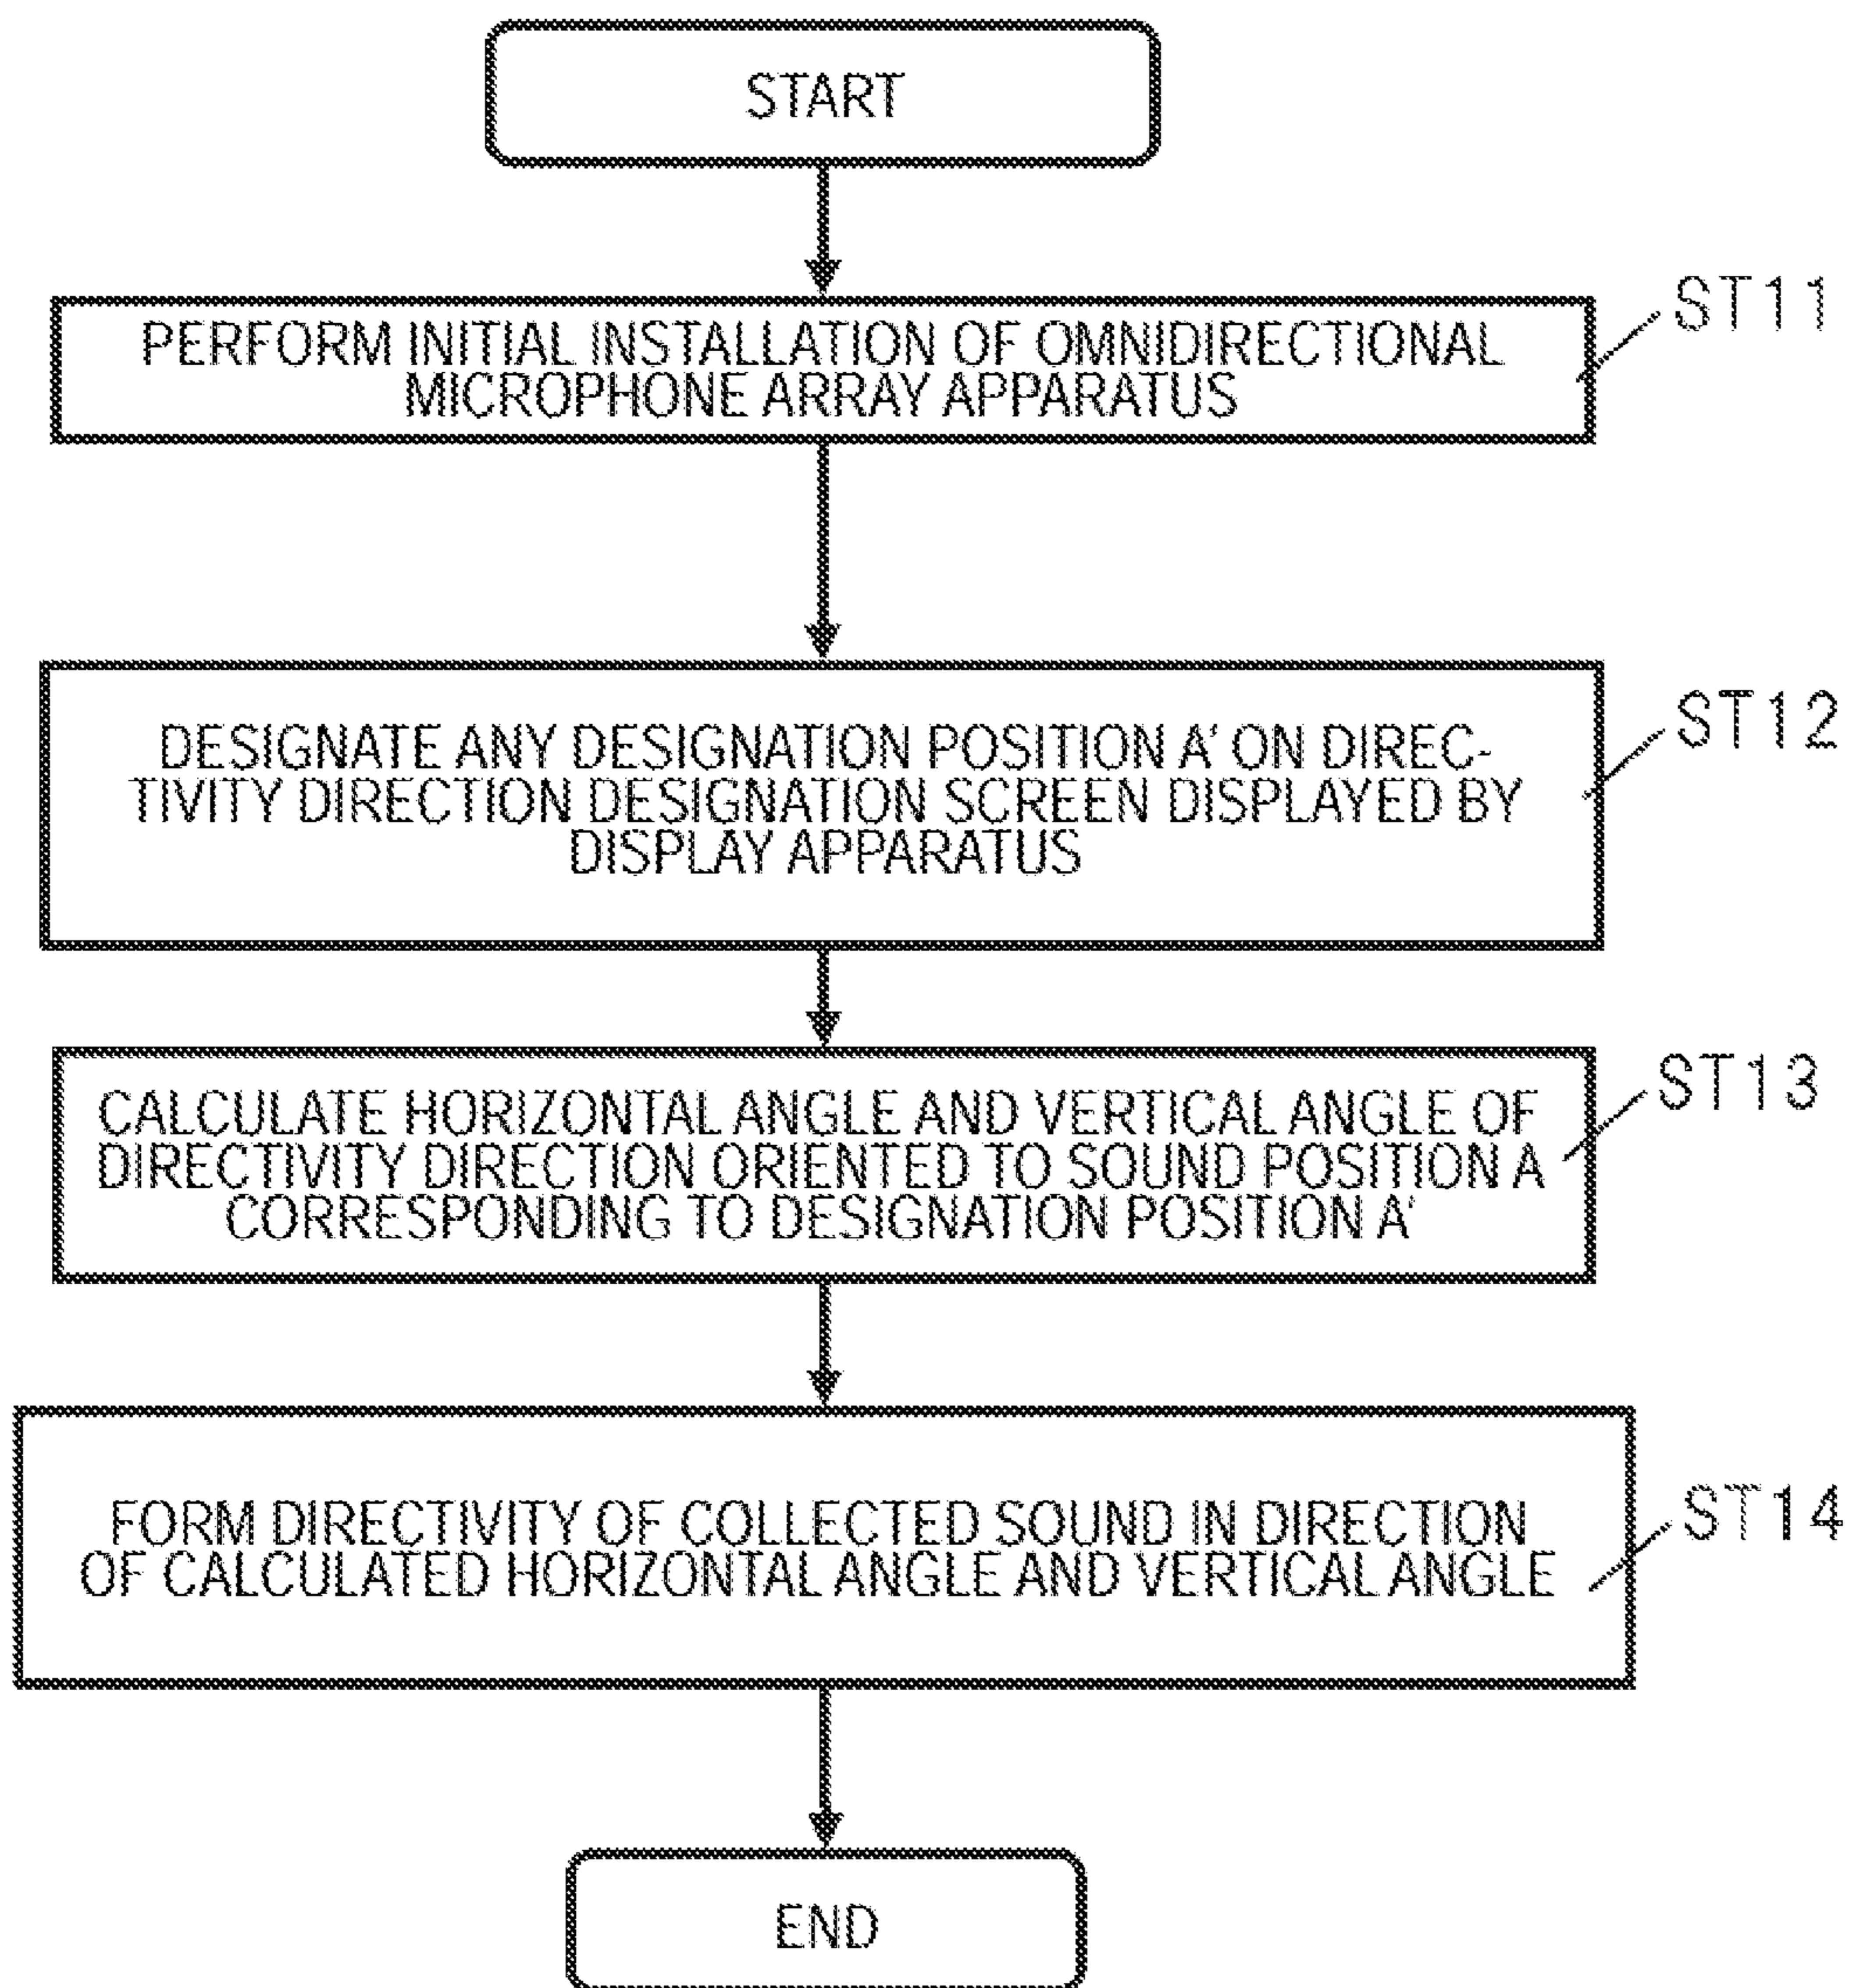 START
PERFORM INITIAL INSTALLATION OF OMNIDIRECTIONAL
MICROPHONE ARRAY APPARATUS
ST11
DESIGNATE ANY DESIGNATION POSITION A' ON DIREC-
TIVITY DIRECTION DESIGNATION SCREEN DISPLAYED BY
DISPLAY APPARATUS
ST12
CALCULATE HORIZONTAL ANGLE AND VERTICAL ANGLE OF
DIRECTIVITY DIRECTION ORIENTED TO SOUND POSITION A
CORRESPONDING TO DESIGNATION POSITION A'
ST13
FORM DIRECTIVITY OF COLLECTED SOUND IN DIRECTION
OF CALCULATED HORIZONTAL ANGLE AND VERTICAL ANGLE
ST14
END